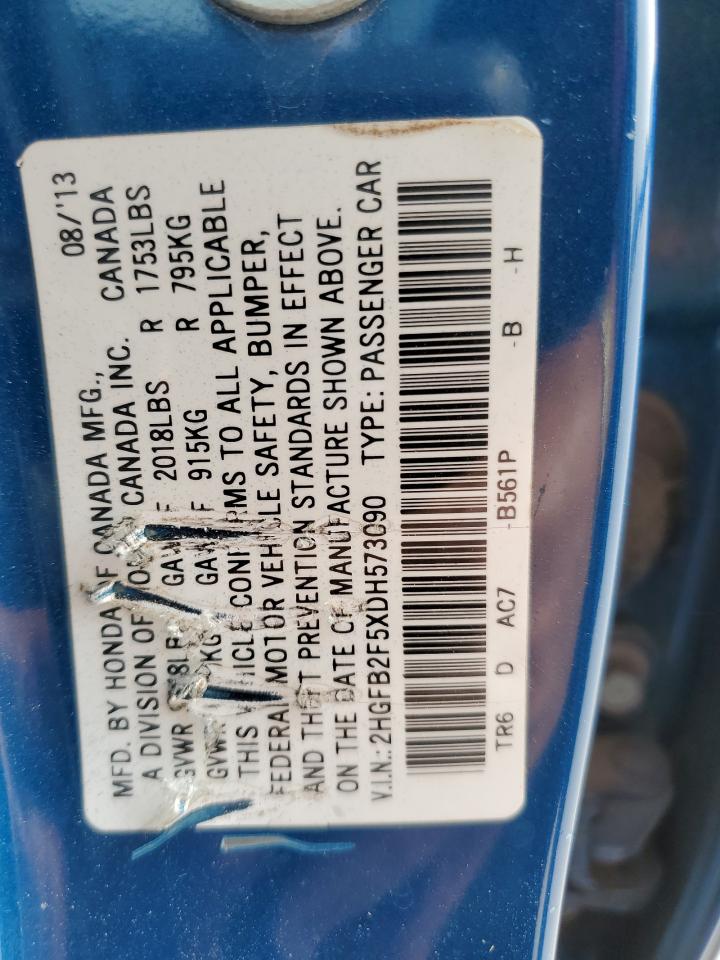 08/'13
MFD. BY HONDA OF CANADA MFG.,
A DIVISION OF CANADA INC. CANADA
GVWR GAWR F 2018LBS R 1753LBS
GVWR GAWR F 915KG R 795KG
THIS VEHICLE CONFORMS TO ALL APPLICABLE
FEDERAL MOTOR VEHICLE SAFETY, BUMPER,
AND THEFT PREVENTION STANDARDS IN EFFECT
ON THE DATE OF MANUFACTURE SHOWN ABOVE.
V.I.N.: 2HGFB2F5XDH573090 TYPE: PASSENGER CAR
TR6 D AC7 -B561P -B -H